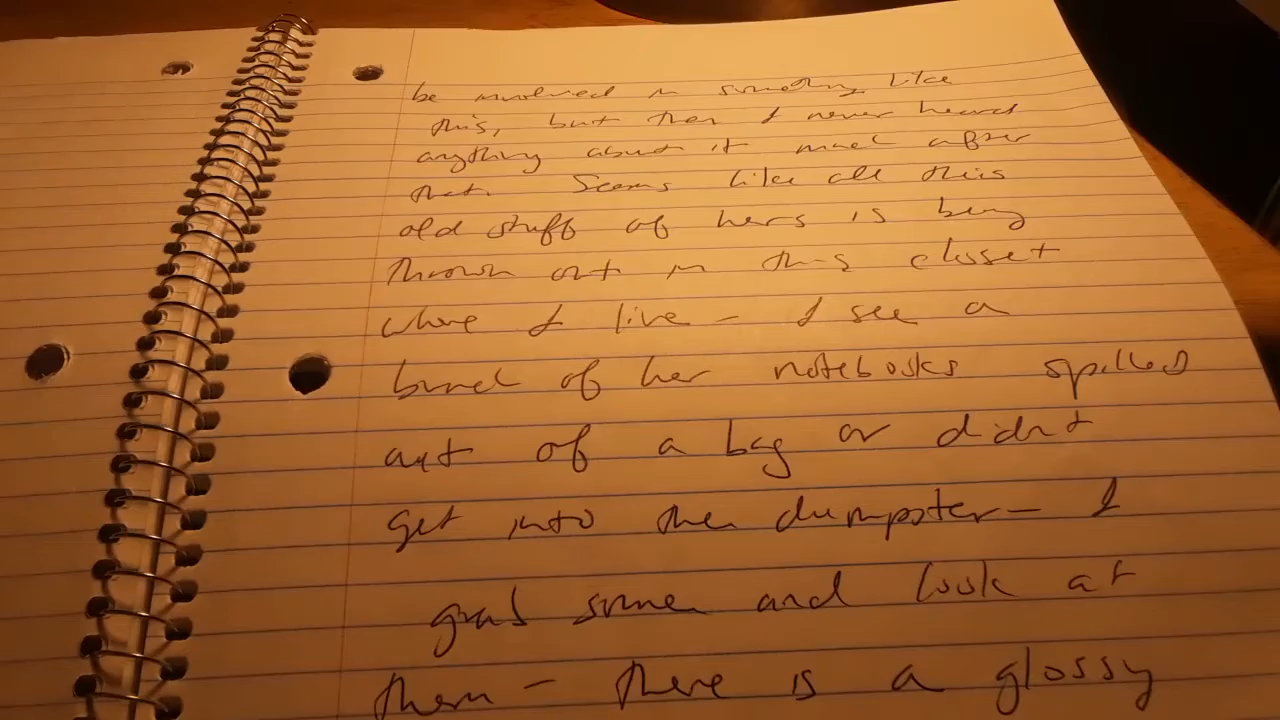 be involved in something like
this, but then I never heard
anything about it much after
that. Seems like all this
old stuff of hers is being
thrown out in this closet
where I live - I see a
bunch of her notebooks spilled
out of a bag or didnt
get into the dumpster - I
grab some and look at
them - there is a glossy